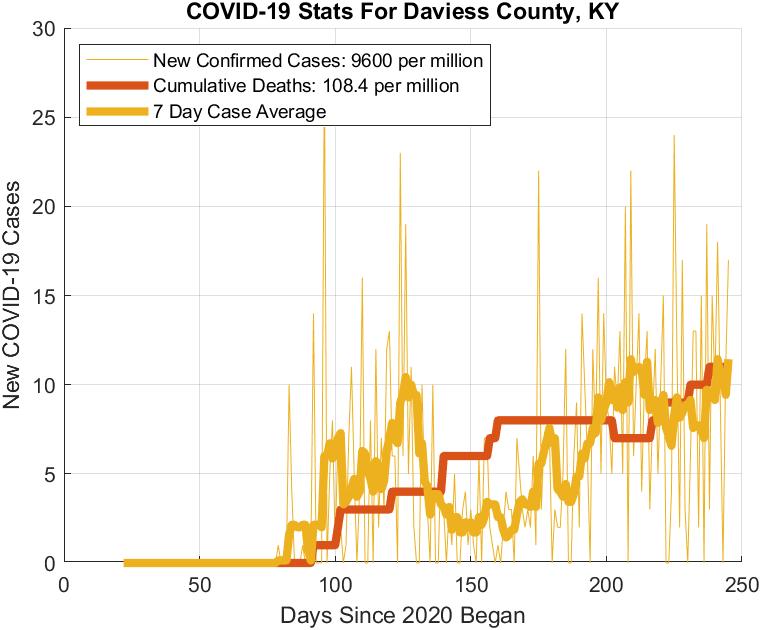 COVID-19 Stats For Daviess County, KY
New Confirmed Cases: 9600 per million
Cumulative Deaths: 108.4 per million
7 Day Case Average
New COVID-19 Cases
30
25
20
15
10
5
0
0 50 100 150 200 250
Days Since 2020 Began